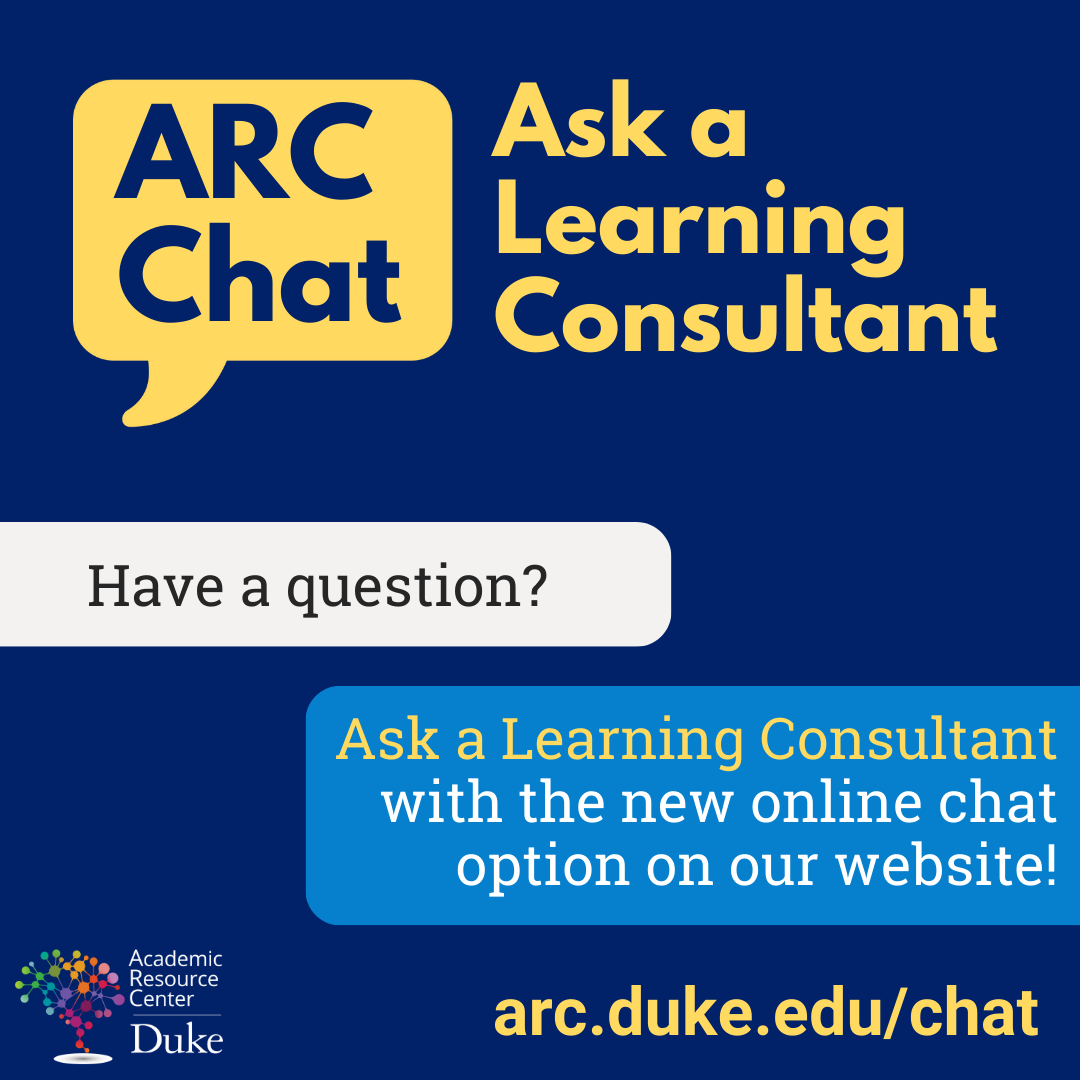 ARC
Chat
Ask a
Learning
Consultant
Have a question?
Ask a Learning Consultant
with the new online chat
option on our website!
Academic
Resource
Center
Duke
arc.duke.edu/chat